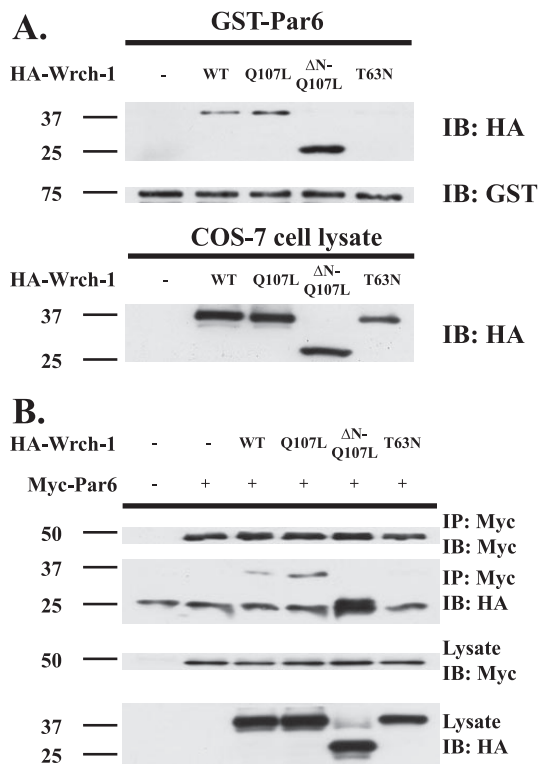 A.
GST-Par6
HA-Wrch-1 - WT Q107L ΔN-Q107L T63N
37
25
IB: HA
75
IB: GST
COS-7 cell lysate
HA-Wrch-1 - WT Q107L ΔN-Q107L T63N
37
25
IB: HA
B.
HA-Wrch-1 - - WT Q107L ΔN-Q107L T63N
Myc-Par6 - + + + + +
50
IP: Myc
IB: Myc
37
25
IP: Myc
IB: HA
50
Lysate
IB: Myc
37
25
Lysate
IB: HA